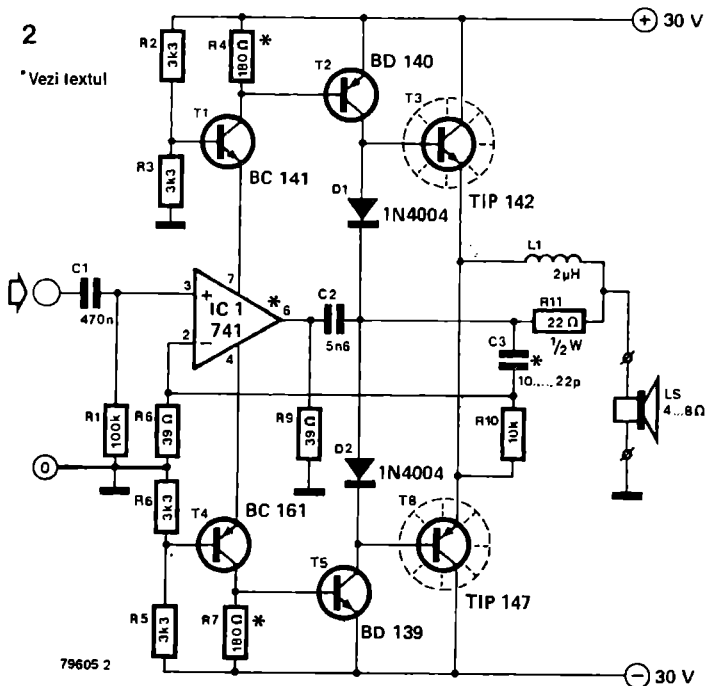 2
*Vezi textul
R2
3k3
R4
180 Ω
*
T2
BD 140
+ 30 V
T1
T3
R3
3k3
BC 141
TIP 142
D1
1N4004
L1
2µH
C1
470n
3
+
7
IC 1
741
*
6
2
−
4
C2
5n6
R11
22 Ω
½ W
C3
*
10.....22p
LS
4...8Ω
R1
100k
R6
39 Ω
R9
39 Ω
R10
10k
0
R6
3k3
D2
1N4004
T4
BC 161
T8
T5
TIP 147
R5
3k3
R7
180Ω
*
BD 139
79605 2
− 30 V